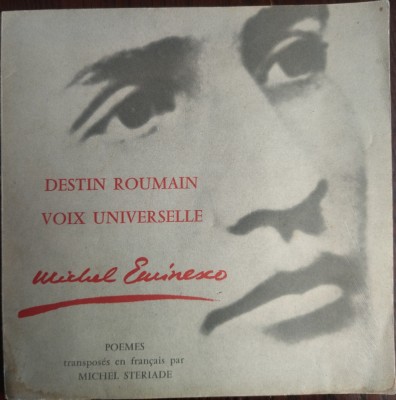 DESTIN ROUMAIN
VOIX UNIVERSELLE
Michel Eminesco
POEMES
transposés en français par
MICHEL STERIADE